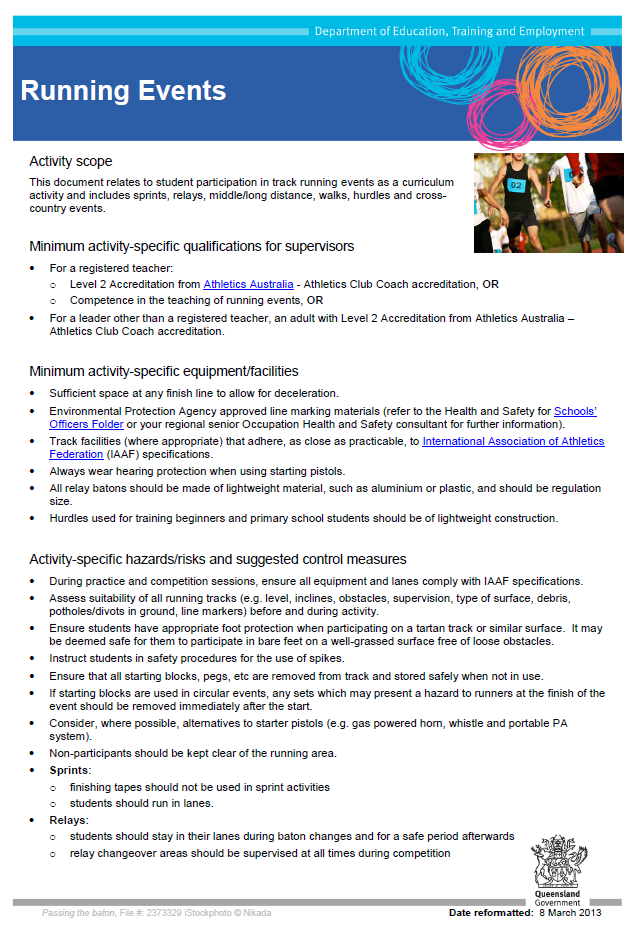 Department of Education, Training and Employment
Running Events
Activity scope
This document relates to student participation in track running events as a curriculum
activity and includes sprints, relays, middle/long distance, walks, hurdles and cross-
country events.
02
Minimum activity-specific qualifications for supervisors
• For a registered teacher:
o Level 2 Accreditation from Athletics Australia - Athletics Club Coach accreditation, OR
o Competence in the teaching of running events, OR
• For a leader other than a registered teacher, an adult with Level 2 Accreditation from Athletics Australia –
Athletics Club Coach accreditation.
Minimum activity-specific equipment/facilities
• Sufficient space at any finish line to allow for deceleration.
• Environmental Protection Agency approved line marking materials (refer to the Health and Safety for Schools'
Officers Folder or your regional senior Occupation Health and Safety consultant for further information).
• Track facilities (where appropriate) that adhere, as close as practicable, to International Association of Athletics
Federation (IAAF) specifications.
• Always wear hearing protection when using starting pistols.
• All relay batons should be made of lightweight material, such as aluminium or plastic, and should be regulation
size.
• Hurdles used for training beginners and primary school students should be of lightweight construction.
Activity-specific hazards/risks and suggested control measures
• During practice and competition sessions, ensure all equipment and lanes comply with IAAF specifications.
• Assess suitability of all running tracks (e.g. level, inclines, obstacles, supervision, type of surface, debris,
potholes/divots in ground, line markers) before and during activity.
• Ensure students have appropriate foot protection when participating on a tartan track or similar surface. It may
be deemed safe for them to participate in bare feet on a well-grassed surface free of loose obstacles.
• Instruct students in safety procedures for the use of spikes.
• Ensure that all starting blocks, pegs, etc are removed from track and stored safely when not in use.
• If starting blocks are used in circular events, any sets which may present a hazard to runners at the finish of the
event should be removed immediately after the start.
• Consider, where possible, alternatives to starter pistols (e.g. gas powered horn, whistle and portable PA
system).
• Non-participants should be kept clear of the running area.
• Sprints:
o finishing tapes should not be used in sprint activities
o students should run in lanes.
• Relays:
o students should stay in their lanes during baton changes and for a safe period afterwards
o relay changeover areas should be supervised at all times during competition
Queensland
Government
Passing the baton, File #: 2373329 iStockphoto © Nikada
Date reformatted: 8 March 2013